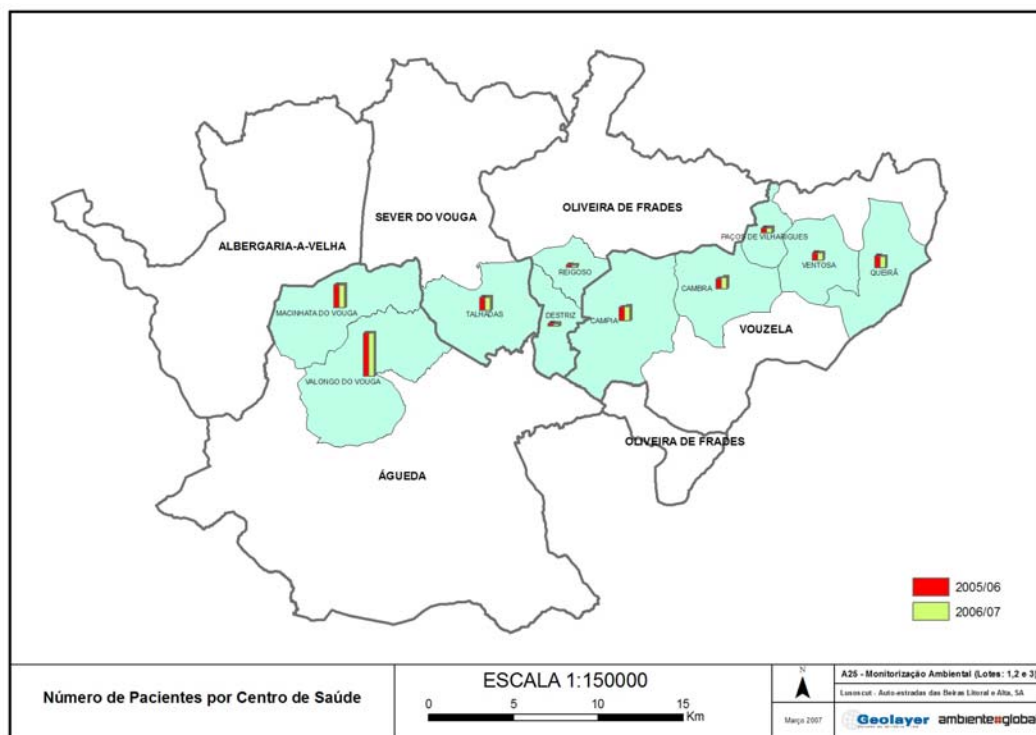 OLIVEIRA DE FRADES
SEVER DO VOUGA
ALBERGARIA-A-VELHA
PAÇOS DE VILHARIGUES
VENTOSA
QUEIRÃ
REIGOSO
CAMBRA
MACINHATA DO VOUGA
TALHADAS
DESTRIZ
CAMPIA
VOUZELA
VALONGO DO VOUGA
OLIVEIRA DE FRADES
ÁGUEDA
2005/06
2006/07
Número de Pacientes por Centro de Saúde
ESCALA 1:150000
0 5 10 15
Km
N
Março 2007
A25 - Monitorização Ambiental (Lotes: 1,2 e 3)
Lusoscut - Auto-estradas das Beiras Litoral e Alta, SA
Geolayer
ambiente global